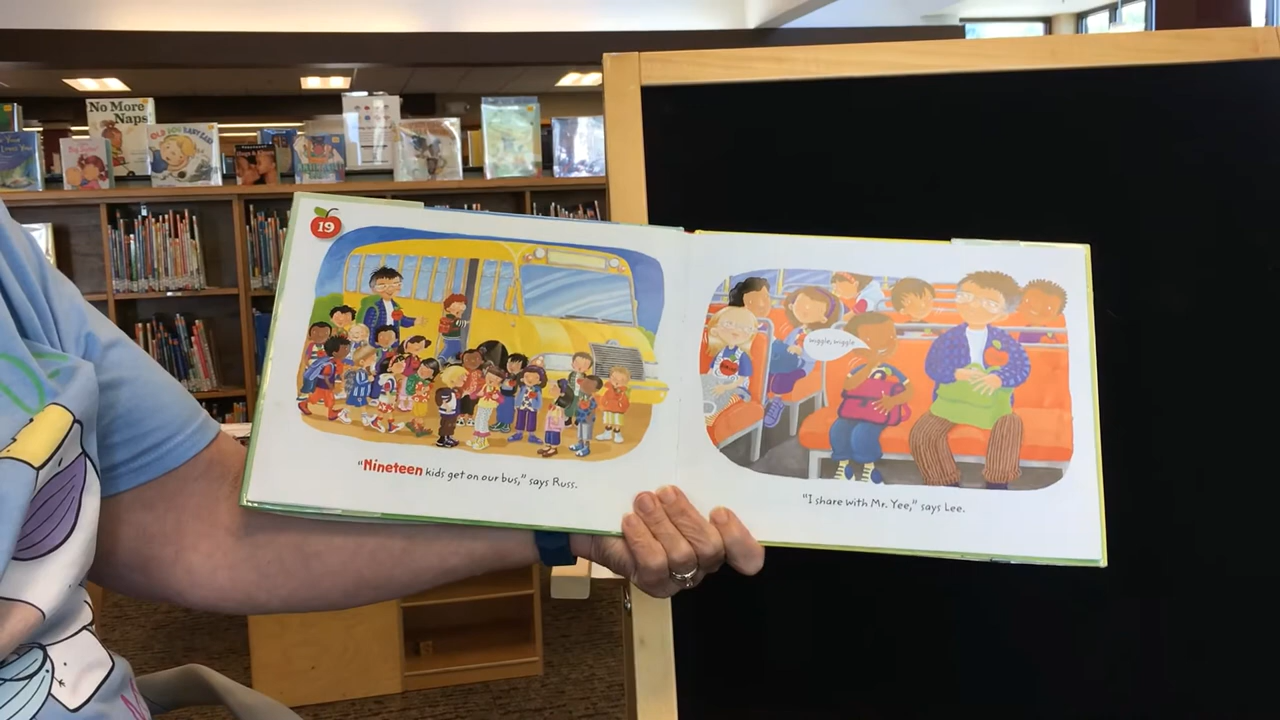 No More
Naps
19
"Nineteen kids get on our bus," says Russ.
wiggle, wiggle
"I share with Mr. Yee," says Lee.